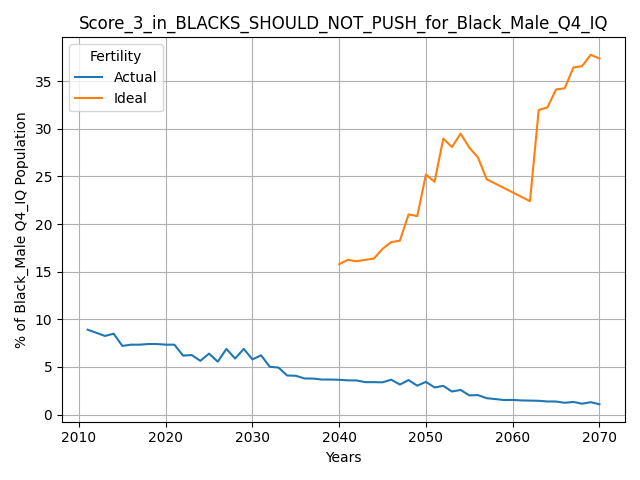 Score_3_in_BLACKS_SHOULD_NOT_PUSH_for_Black_Male_Q4_IQ
Fertility
Actual
Ideal
% of Black_Male Q4_IQ Population
35
30
25
20
15
10
5
0
2010 2020 2030 2040 2050 2060 2070
Years